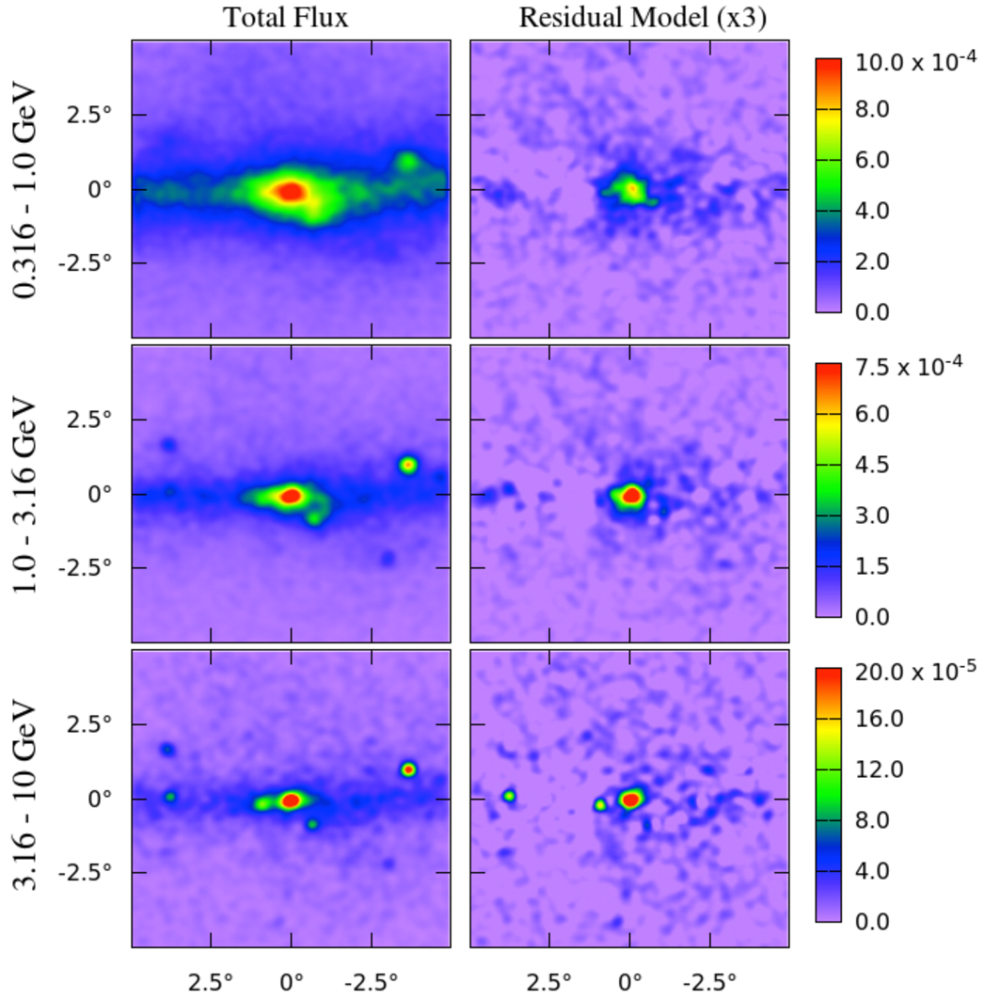 Total Flux
Residual Model (x3)
0.316 - 1.0 GeV
2.5°
0°
-2.5°
10.0 x 10⁻⁴
8.0
6.0
4.0
2.0
0.0
1.0 - 3.16 GeV
2.5°
0°
-2.5°
7.5 x 10⁻⁴
6.0
4.5
3.0
1.5
0.0
3.16 - 10 GeV
2.5°
0°
-2.5°
20.0 x 10⁻⁵
16.0
12.0
8.0
4.0
0.0
2.5° 0° -2.5°
2.5° 0° -2.5°